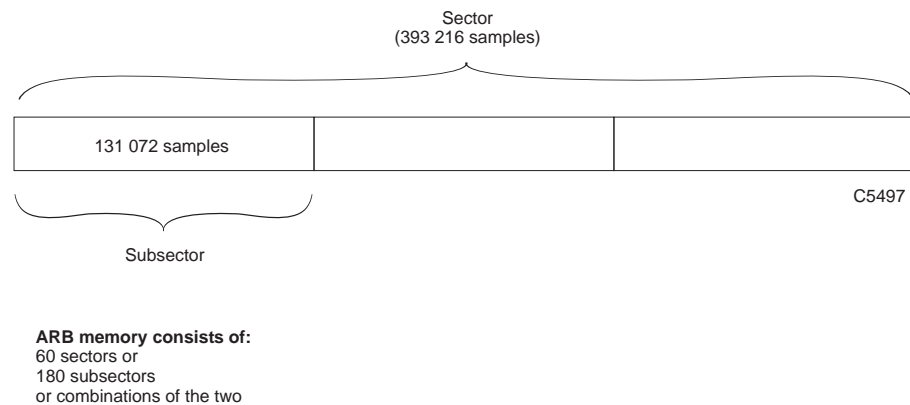 Sector
(393 216 samples)
131 072 samples
C5497
Subsector
ARB memory consists of:
60 sectors or
180 subsectors
or combinations of the two